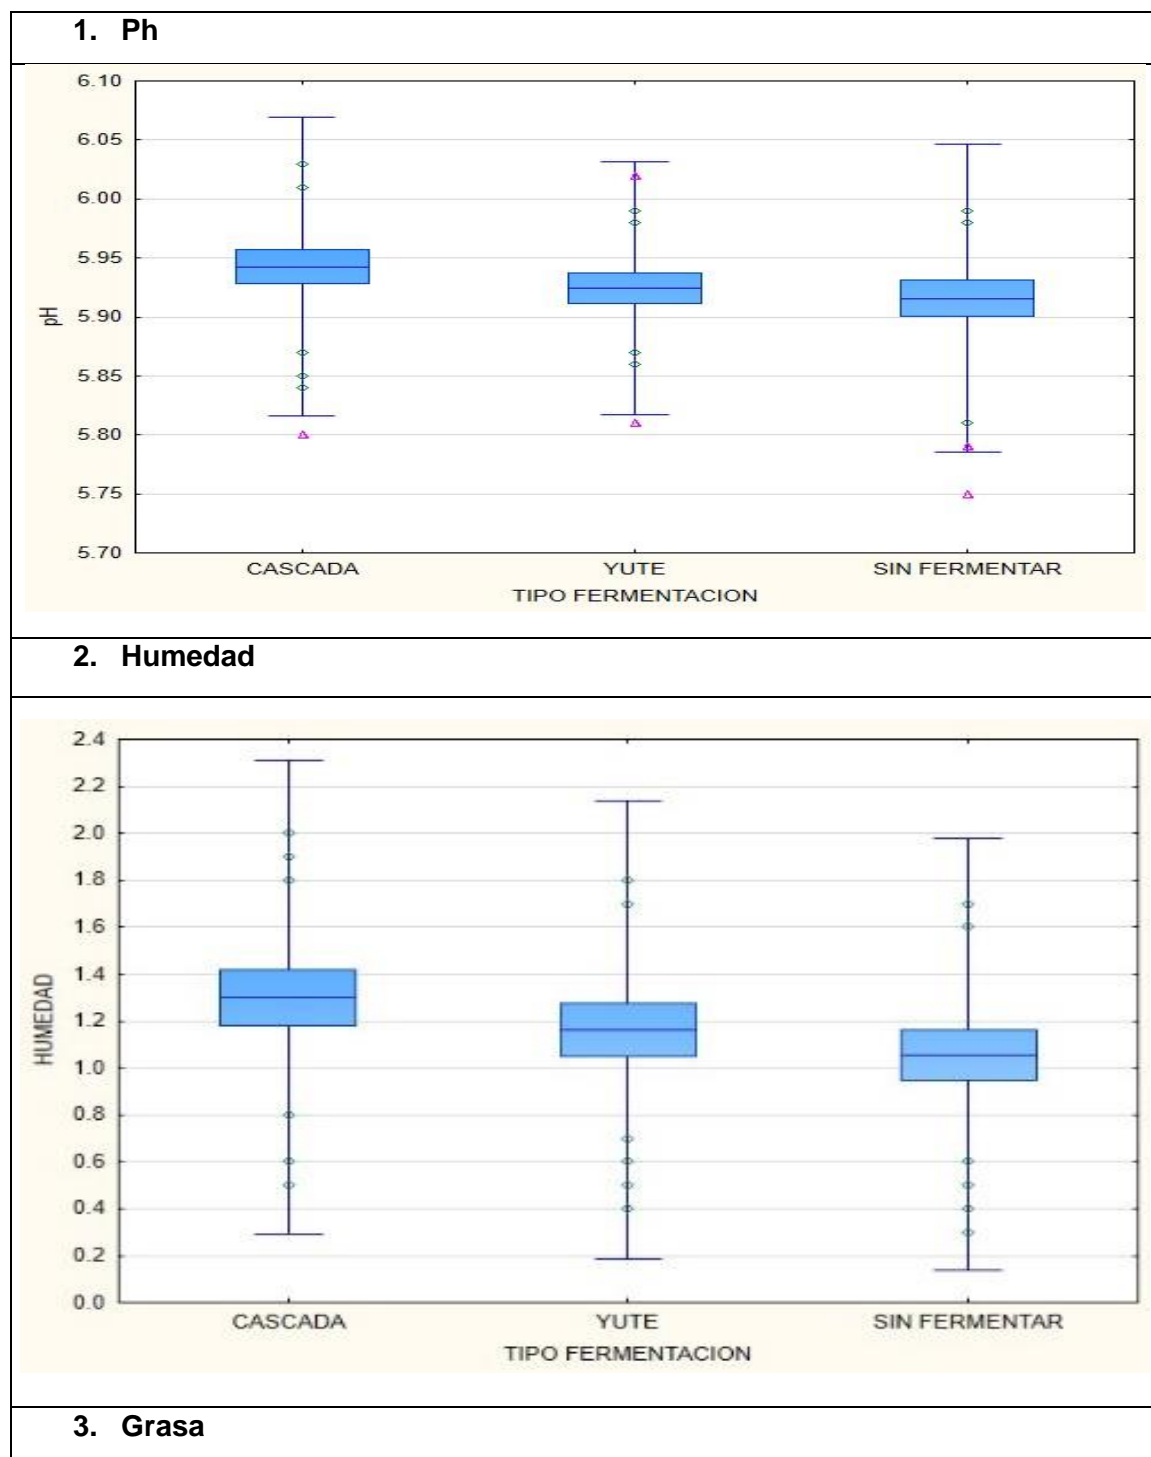 1. Ph
6.10
6.05
6.00
5.95
5.90
5.85
5.80
5.75
5.70
pH
CASCADA YUTE SIN FERMENTAR
TIPO FERMENTACION
2. Humedad
2.4
2.2
2.0
1.8
1.6
1.4
1.2
1.0
0.8
0.6
0.4
0.2
0.0
HUMEDAD
CASCADA YUTE SIN FERMENTAR
TIPO FERMENTACION
3. Grasa